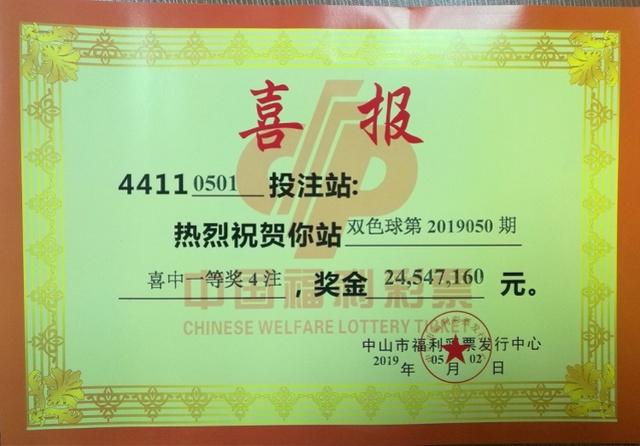 喜报
44110501 投注站:
热烈祝贺你站 双色球第 2019050 期
喜中一等奖 4 注,奖金 24,547,160 元。
中国福利彩票
CHINESE WELFARE LOTTERY TICKET
中山市福利彩票发行中心
2019 年 05 月 02 日